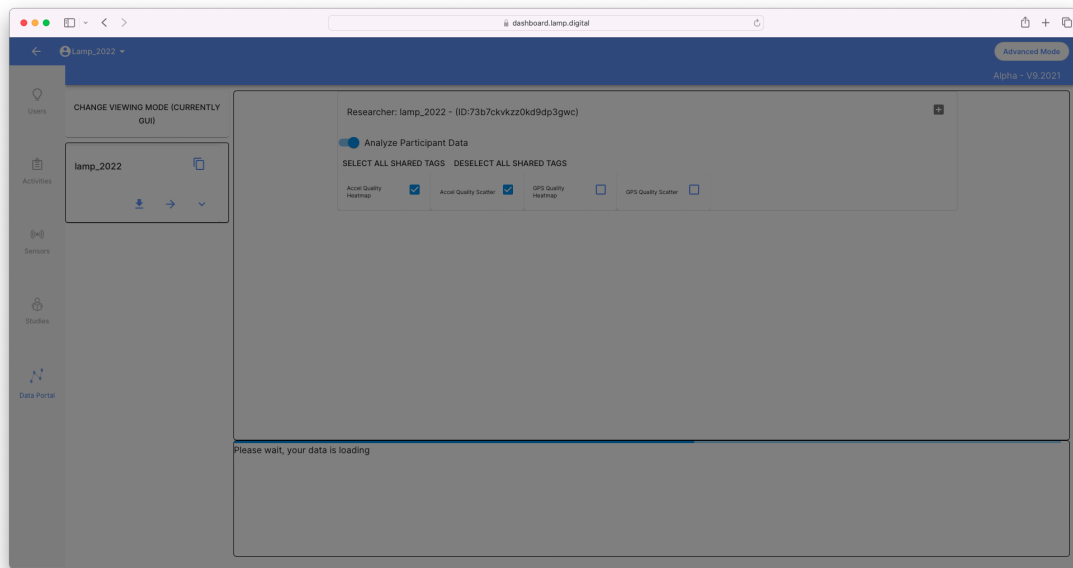 dashboard.lamp.digital
Lamp_2022
Advanced Mode
Alpha - V9.2021
Users
Activities
Sensors
Studies
Data Portal
CHANGE VIEWING MODE (CURRENTLY
GUI)
lamp_2022
Researcher: lamp_2022 - (ID:73b7ckvkzz0kd9dp3gwc)
Analyze Participant Data
SELECT ALL SHARED TAGS DESELECT ALL SHARED TAGS
Accel Quality
Heatmap
Accel Quality Scatter
GPS Quality
Heatmap
GPS Quality Scatter
Please wait, your data is loading